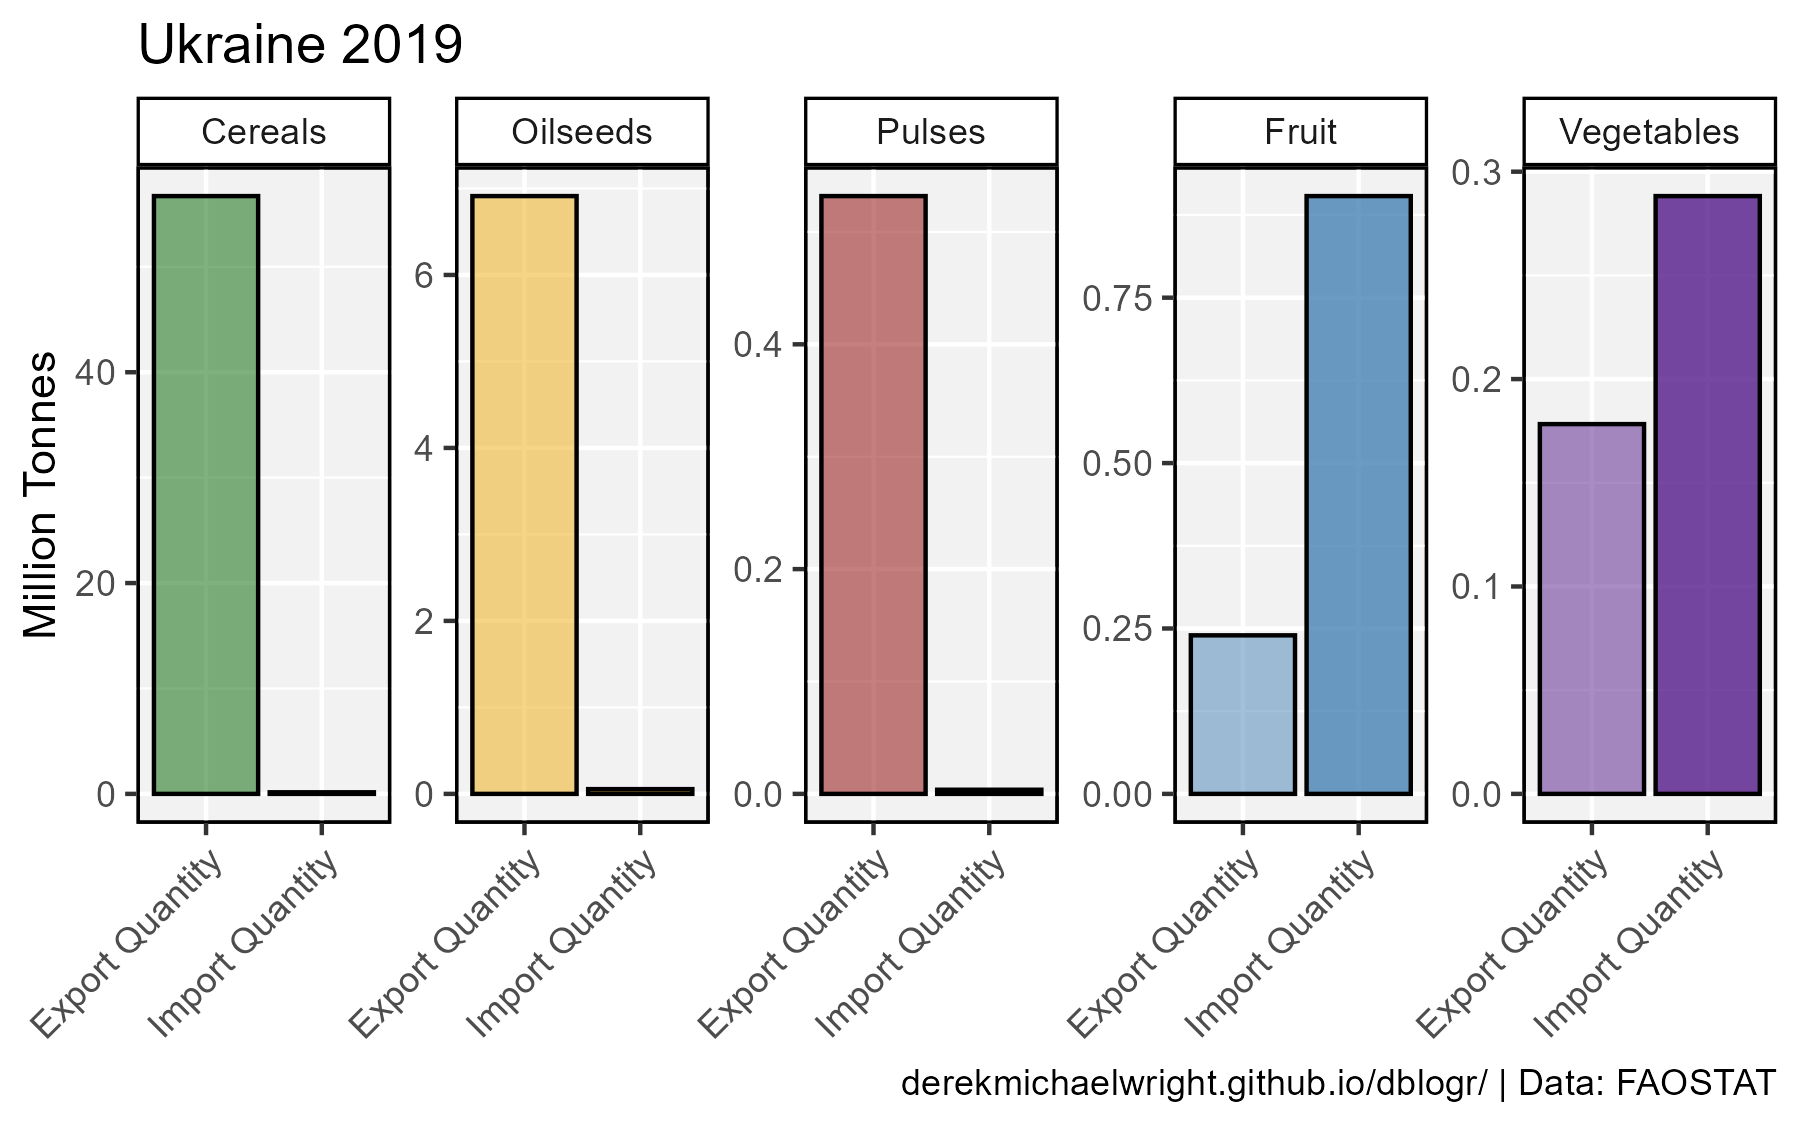 Ukraine 2019
Cereals
Oilseeds
Pulses
Fruit
Vegetables
Million Tonnes
40
20
0
6
4
2
0
0.4
0.2
0.0
0.75
0.50
0.25
0.00
0.3
0.2
0.1
0.0
Export Quantity
Import Quantity
Export Quantity
Import Quantity
Export Quantity
Import Quantity
Export Quantity
Import Quantity
Export Quantity
Import Quantity
derekmichaelwright.github.io/dblogr/ | Data: FAOSTAT